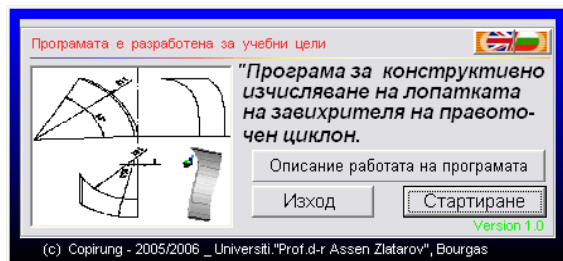 Програмата е разработена за учебни цели
"Програма за конструктивно
изчисляване на лопатката
на завихрителя на правото-
чен циклон.
Описание работата на програмата
Изход
Стартиране
Version 1.0
(c) Copirung - 2005/2006 _ Universiti."Prof.d-r Assen Zlatarov", Bourgas